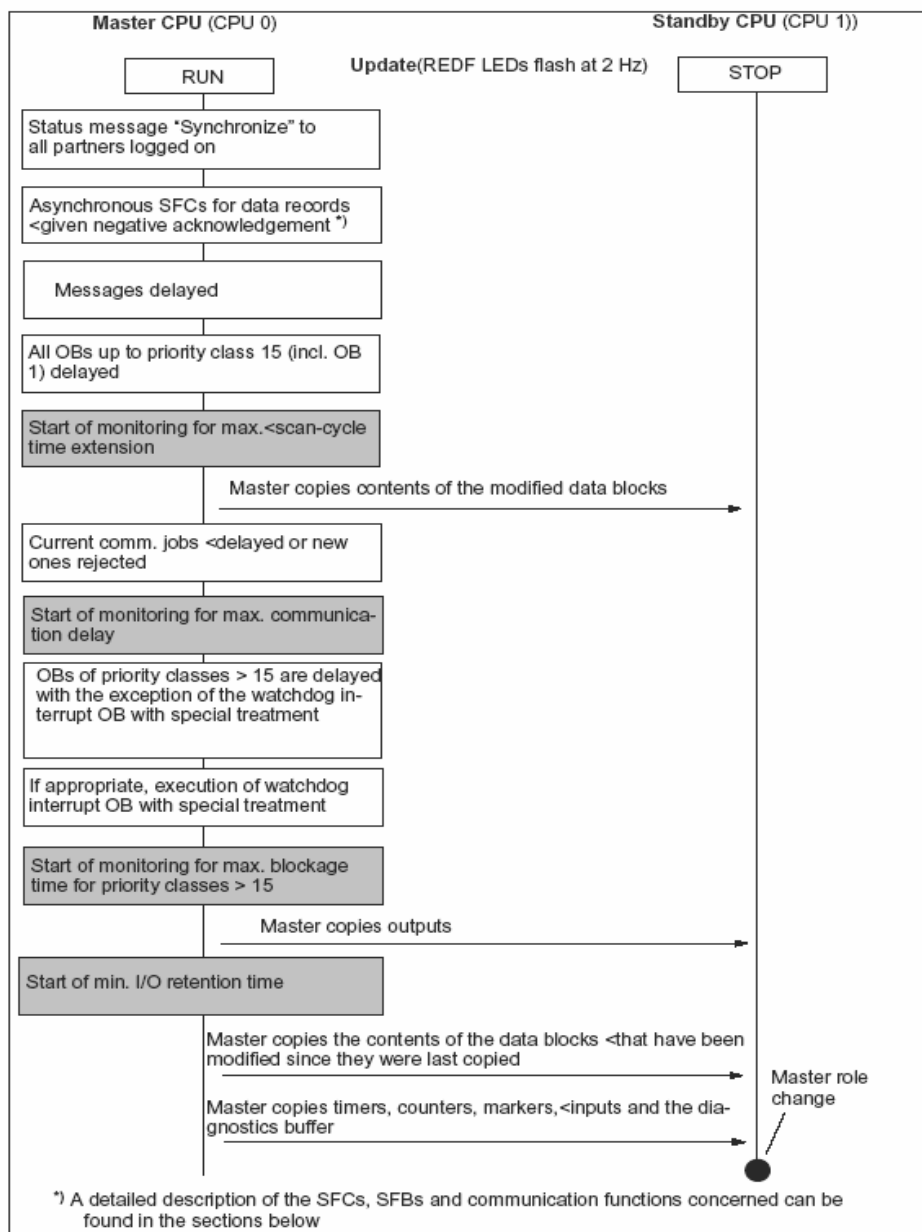 Master CPU (CPU 0)
Standby CPU (CPU 1))
Update(REDF LEDs flash at 2 Hz)
RUN
STOP
Status message “Synchronize” to
all partners logged on
Asynchronous SFCs for data records
<given negative acknowledgement *)
Messages delayed
All OBs up to priority class 15 (incl. OB
1) delayed
Start of monitoring for max.<scan-cycle
time extension
Master copies contents of the modified data blocks
Current comm. jobs <delayed or new
ones rejected
Start of monitoring for max. communica-
tion delay
OBs of priority classes > 15 are delayed
with the exception of the watchdog in-
terrupt OB with special treatment
If appropriate, execution of watchdog
interrupt OB with special treatment
Start of monitoring for max. blockage
time for priority classes > 15
Master copies outputs
Start of min. I/O retention time
Master copies the contents of the data blocks <that have been
modified since they were last copied
Master role
change
Master copies timers, counters, markers,<inputs and the dia-
gnostics buffer
*) A detailed description of the SFCs, SFBs and communication functions concerned can be
found in the sections below